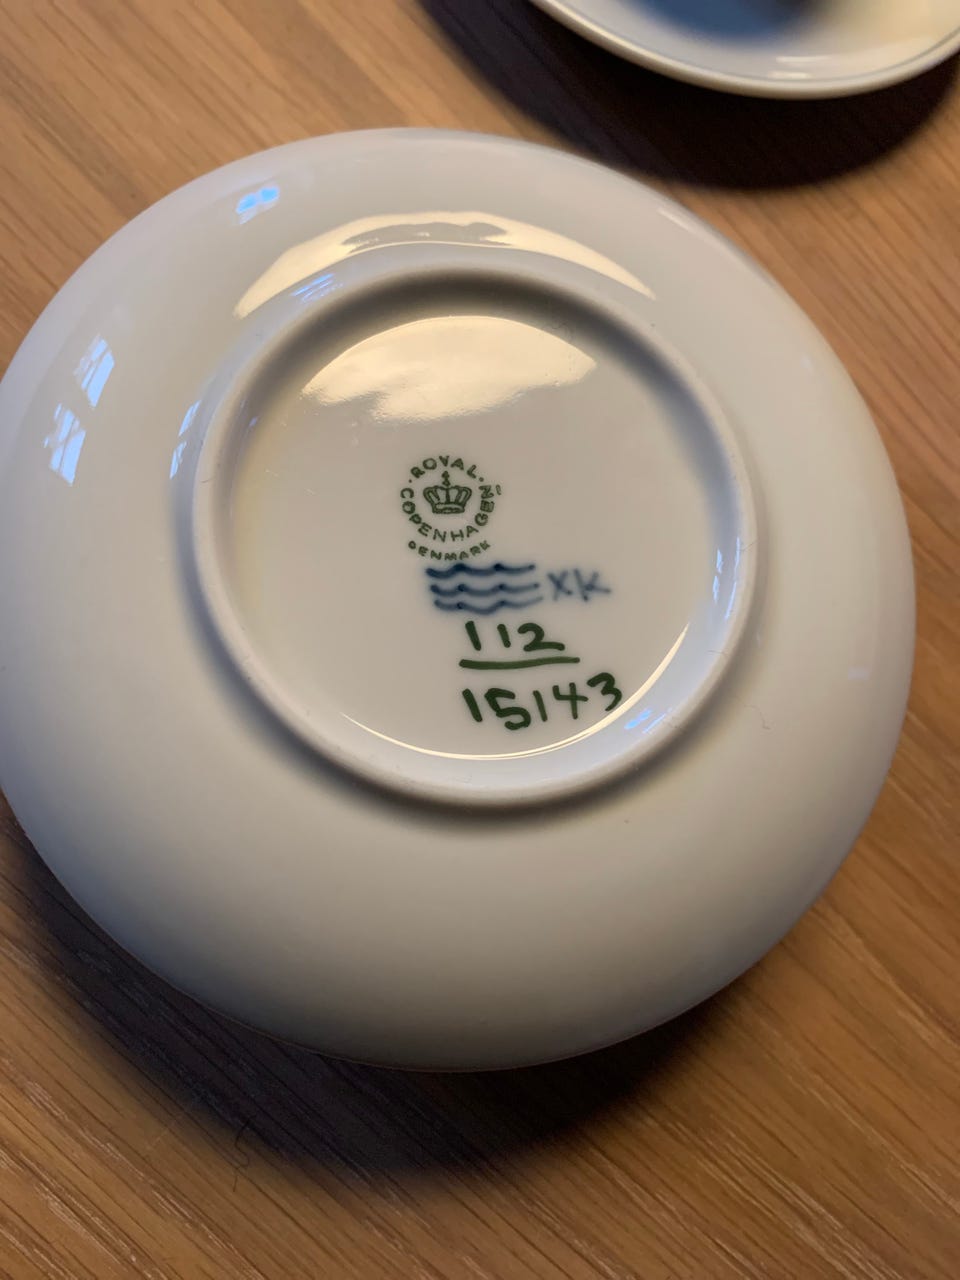 ROYAL
COPENHAGEN
DENMARK
XK
112
15143